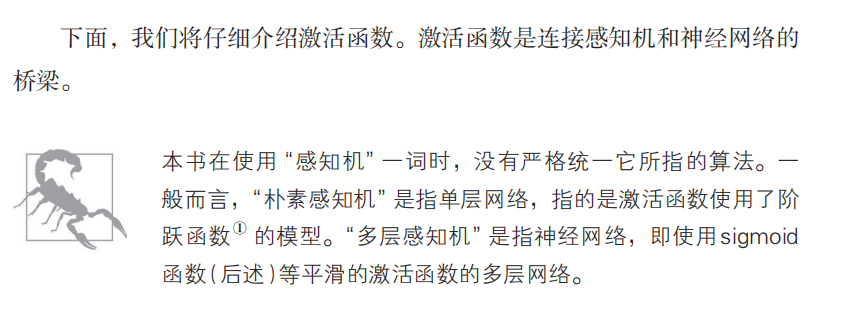 下面，我们将仔细介绍激活函数。激活函数是连接感知机和神经网络的
桥梁。
本书在使用“感知机”一词时，没有严格统一它所指的算法。一
般而言，“朴素感知机”是指单层网络，指的是激活函数使用了阶
跃函数① 的模型。“多层感知机”是指神经网络，即使用sigmoid
函数（后述）等平滑的激活函数的多层网络。